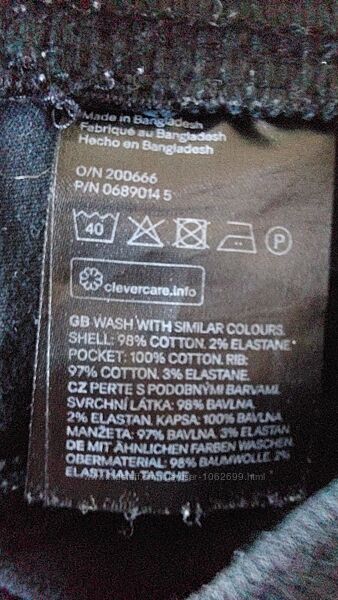 Made in Bangladesh
Fabriqué au Bangladesh
Hecho en Bangladesh
O/N 200666
P/N 0689014 5
40
P
clevercare.info
GB WASH WITH SIMILAR COLOURS.
SHELL: 98% COTTON. 2% ELASTANE
POCKET: 100% COTTON. RIB:
97% COTTON. 3% ELASTANE.
CZ PERTE S PODOBNÝMI BARVAMI.
SVRCHNÍ LÁTKA: 98% BAVLNA.
2% ELASTAN. KAPSA: 100% BAVLNA.
MANŽETA: 97% BAVLNA. 3% ELASTAN
DE MIT ÄHNLICHEN FARBEN WASCHEN.
OBERMATERIAL: 98% BAUMWOLLE. 2%
ELASTHAN.